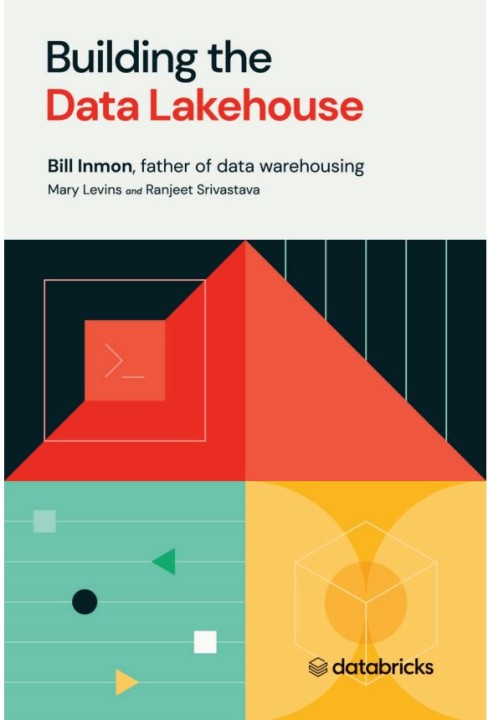 Building the
Data Lakehouse
Bill Inmon, father of data warehousing
Mary Levins and Ranjeet Srivastava
>_
databricks